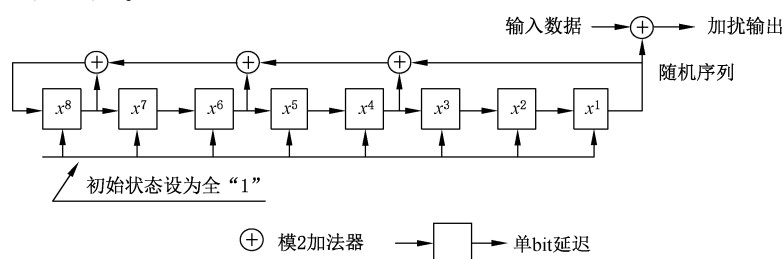 输入数据 + 加扰输出
+ + +
随机序列
x⁸ x⁷ x⁶ x⁵ x⁴ x³ x² x¹
初始状态设为全“1”
+ 模2加法器 单bit延迟